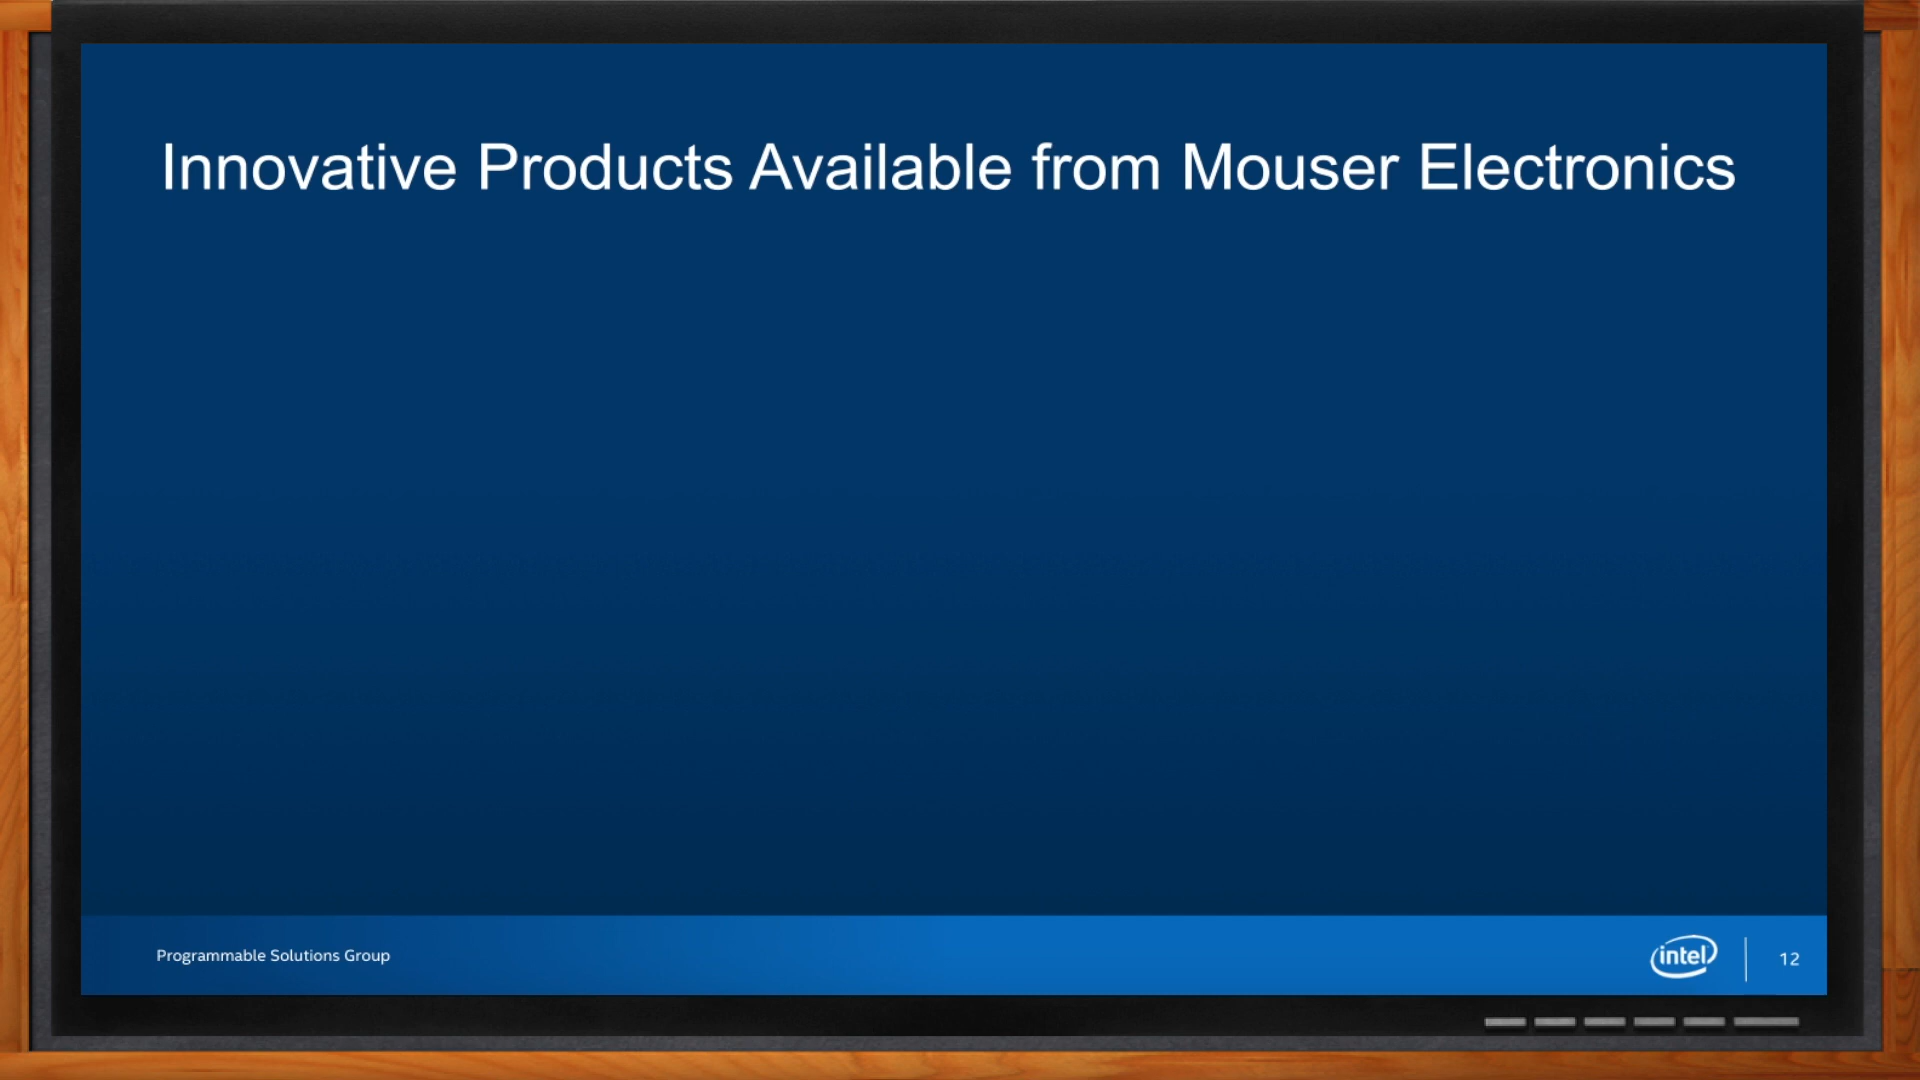 Innovative Products Available from Mouser Electronics
Programmable Solutions Group
intel
12